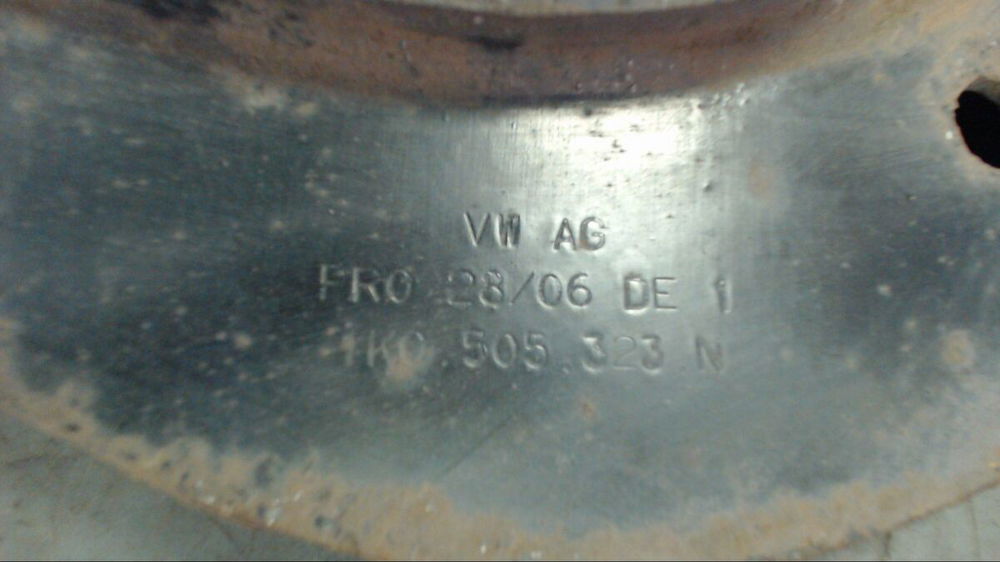 VW AG
FRO 28/06 DE 1
1K0.505.323 N